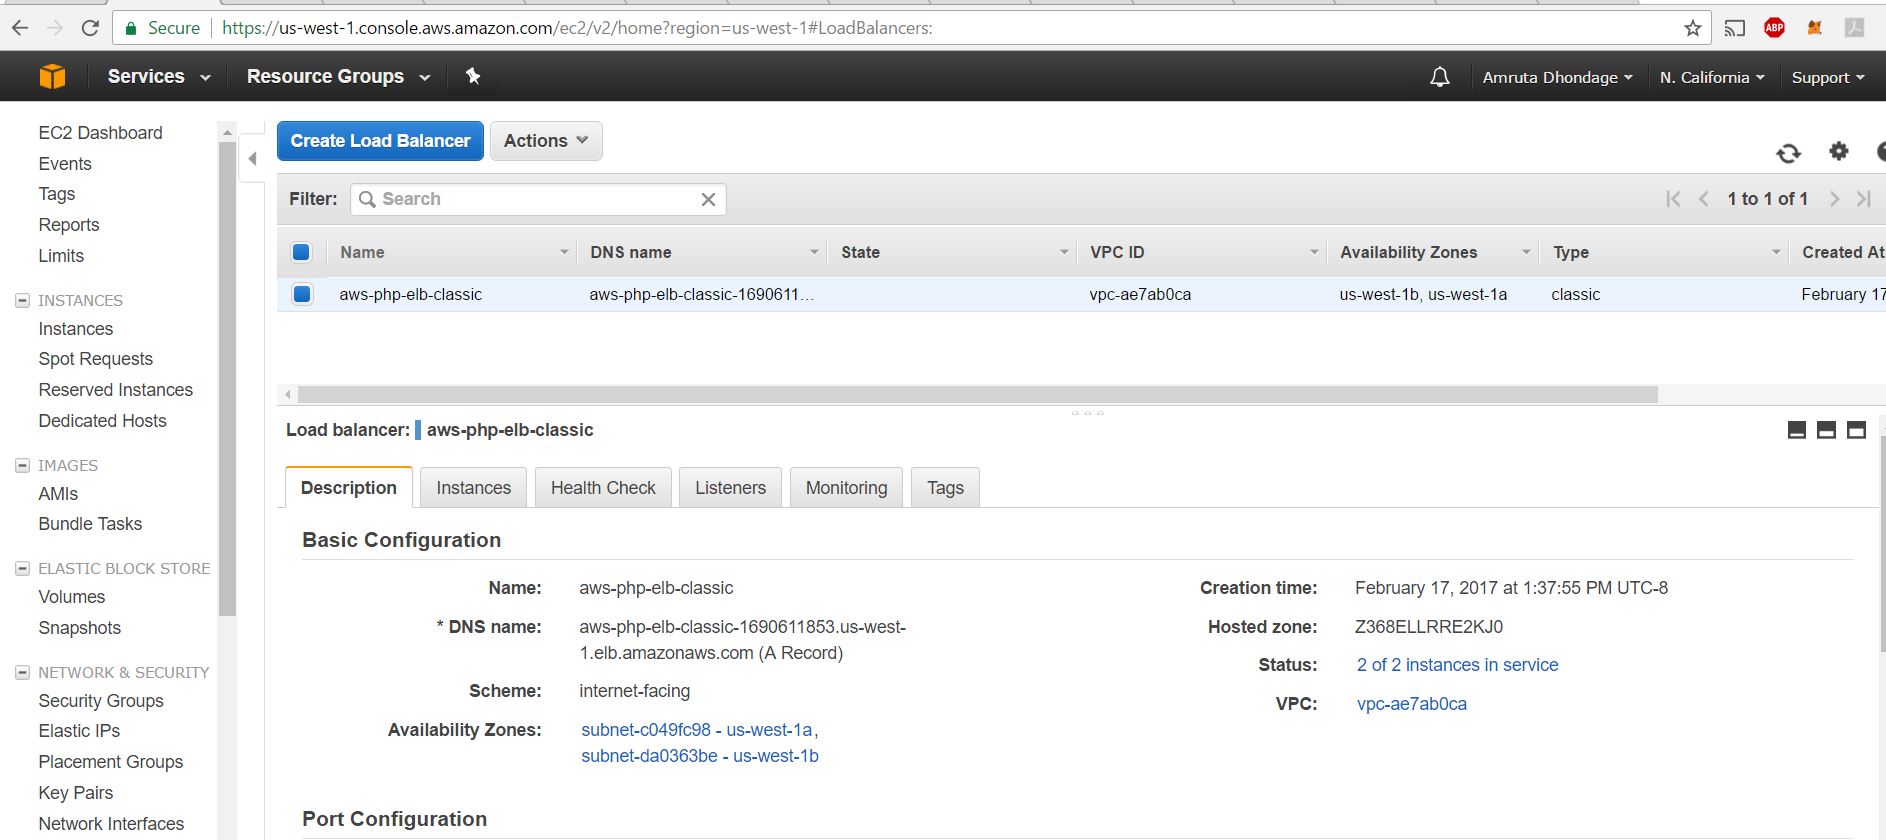 Secure https://us-west-1.console.aws.amazon.com/ec2/v2/home?region=us-west-1#LoadBalancers: ABP
Services Resource Groups Amruta Dhondage N. California Support
EC2 Dashboard
Events
Tags
Reports
Limits
INSTANCES
Instances
Spot Requests
Reserved Instances
Dedicated Hosts
IMAGES
AMIs
Bundle Tasks
ELASTIC BLOCK STORE
Volumes
Snapshots
NETWORK & SECURITY
Security Groups
Elastic IPs
Placement Groups
Key Pairs
Network Interfaces
Create Load Balancer Actions
Filter: Search 1 to 1 of 1
Name DNS name State VPC ID Availability Zones Type Created At
aws-php-elb-classic aws-php-elb-classic-1690611... vpc-ae7ab0ca us-west-1b, us-west-1a classic February 17
Load balancer: aws-php-elb-classic
Description Instances Health Check Listeners Monitoring Tags
Basic Configuration
Name: aws-php-elb-classic Creation time: February 17, 2017 at 1:37:55 PM UTC-8
* DNS name: aws-php-elb-classic-1690611853.us-west- Hosted zone: Z368ELLRRE2KJ0
1.elb.amazonaws.com (A Record) Status: 2 of 2 instances in service
Scheme: internet-facing VPC: vpc-ae7ab0ca
Availability Zones: subnet-c049fc98 - us-west-1a,
subnet-da0363be - us-west-1b
Port Configuration